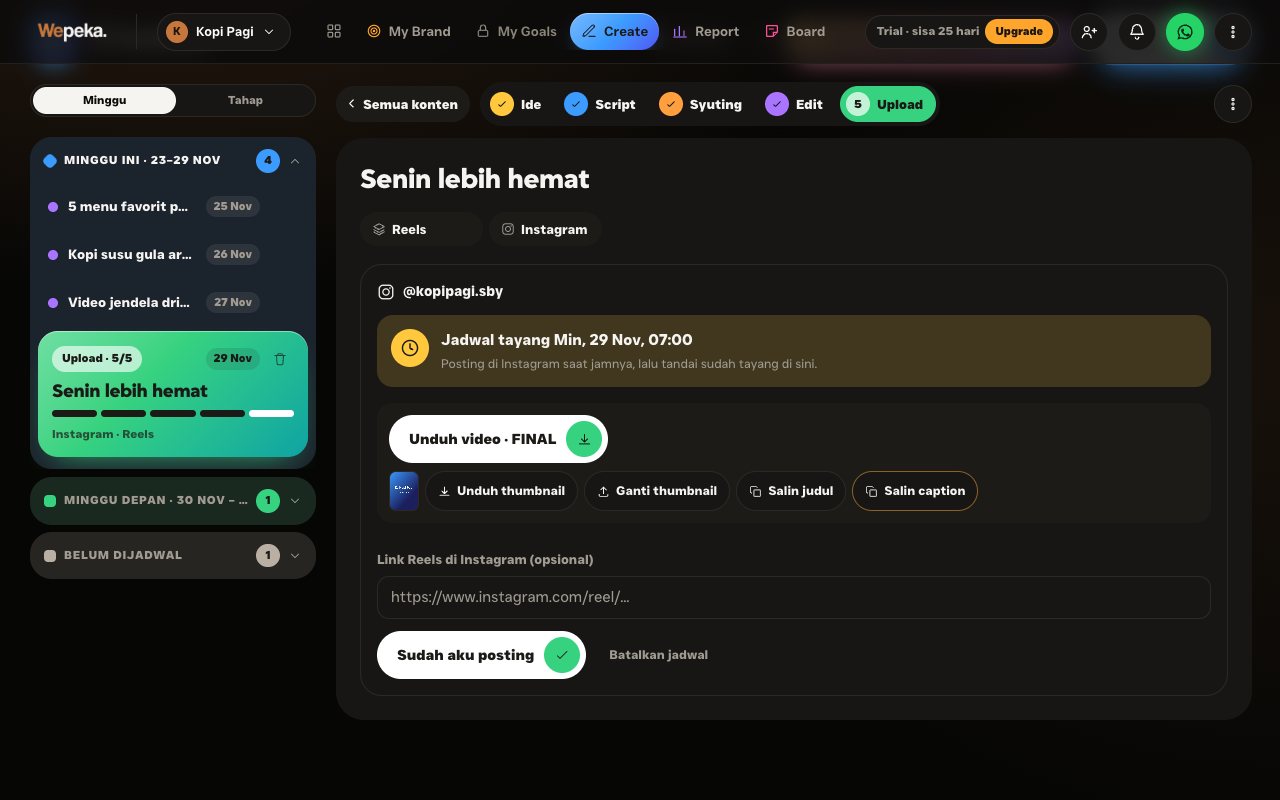 Wepeka.
K Kopi Pagi
My Brand
My Goals
Create
Report
Board
Trial · sisa 25 hari
Upgrade
Minggu
Tahap
Semua konten
Ide
Script
Syuting
Edit
5 Upload
MINGGU INI · 23–29 NOV 4
5 menu favorit p... 25 Nov
Kopi susu gula ar... 26 Nov
Video jendela dri... 27 Nov
Upload · 5/5 29 Nov
Senin lebih hemat
Instagram · Reels
MINGGU DEPAN · 30 NOV – ... 1
BELUM DIJADWAL 1
Senin lebih hemat
Reels
Instagram
@kopipagi.sby
Jadwal tayang Min, 29 Nov, 07:00
Posting di Instagram saat jamnya, lalu tandai sudah tayang di sini.
Unduh video · FINAL
Unduh thumbnail
Ganti thumbnail
Salin judul
Salin caption
Link Reels di Instagram (opsional)
https://www.instagram.com/reel/...
Sudah aku posting
Batalkan jadwal